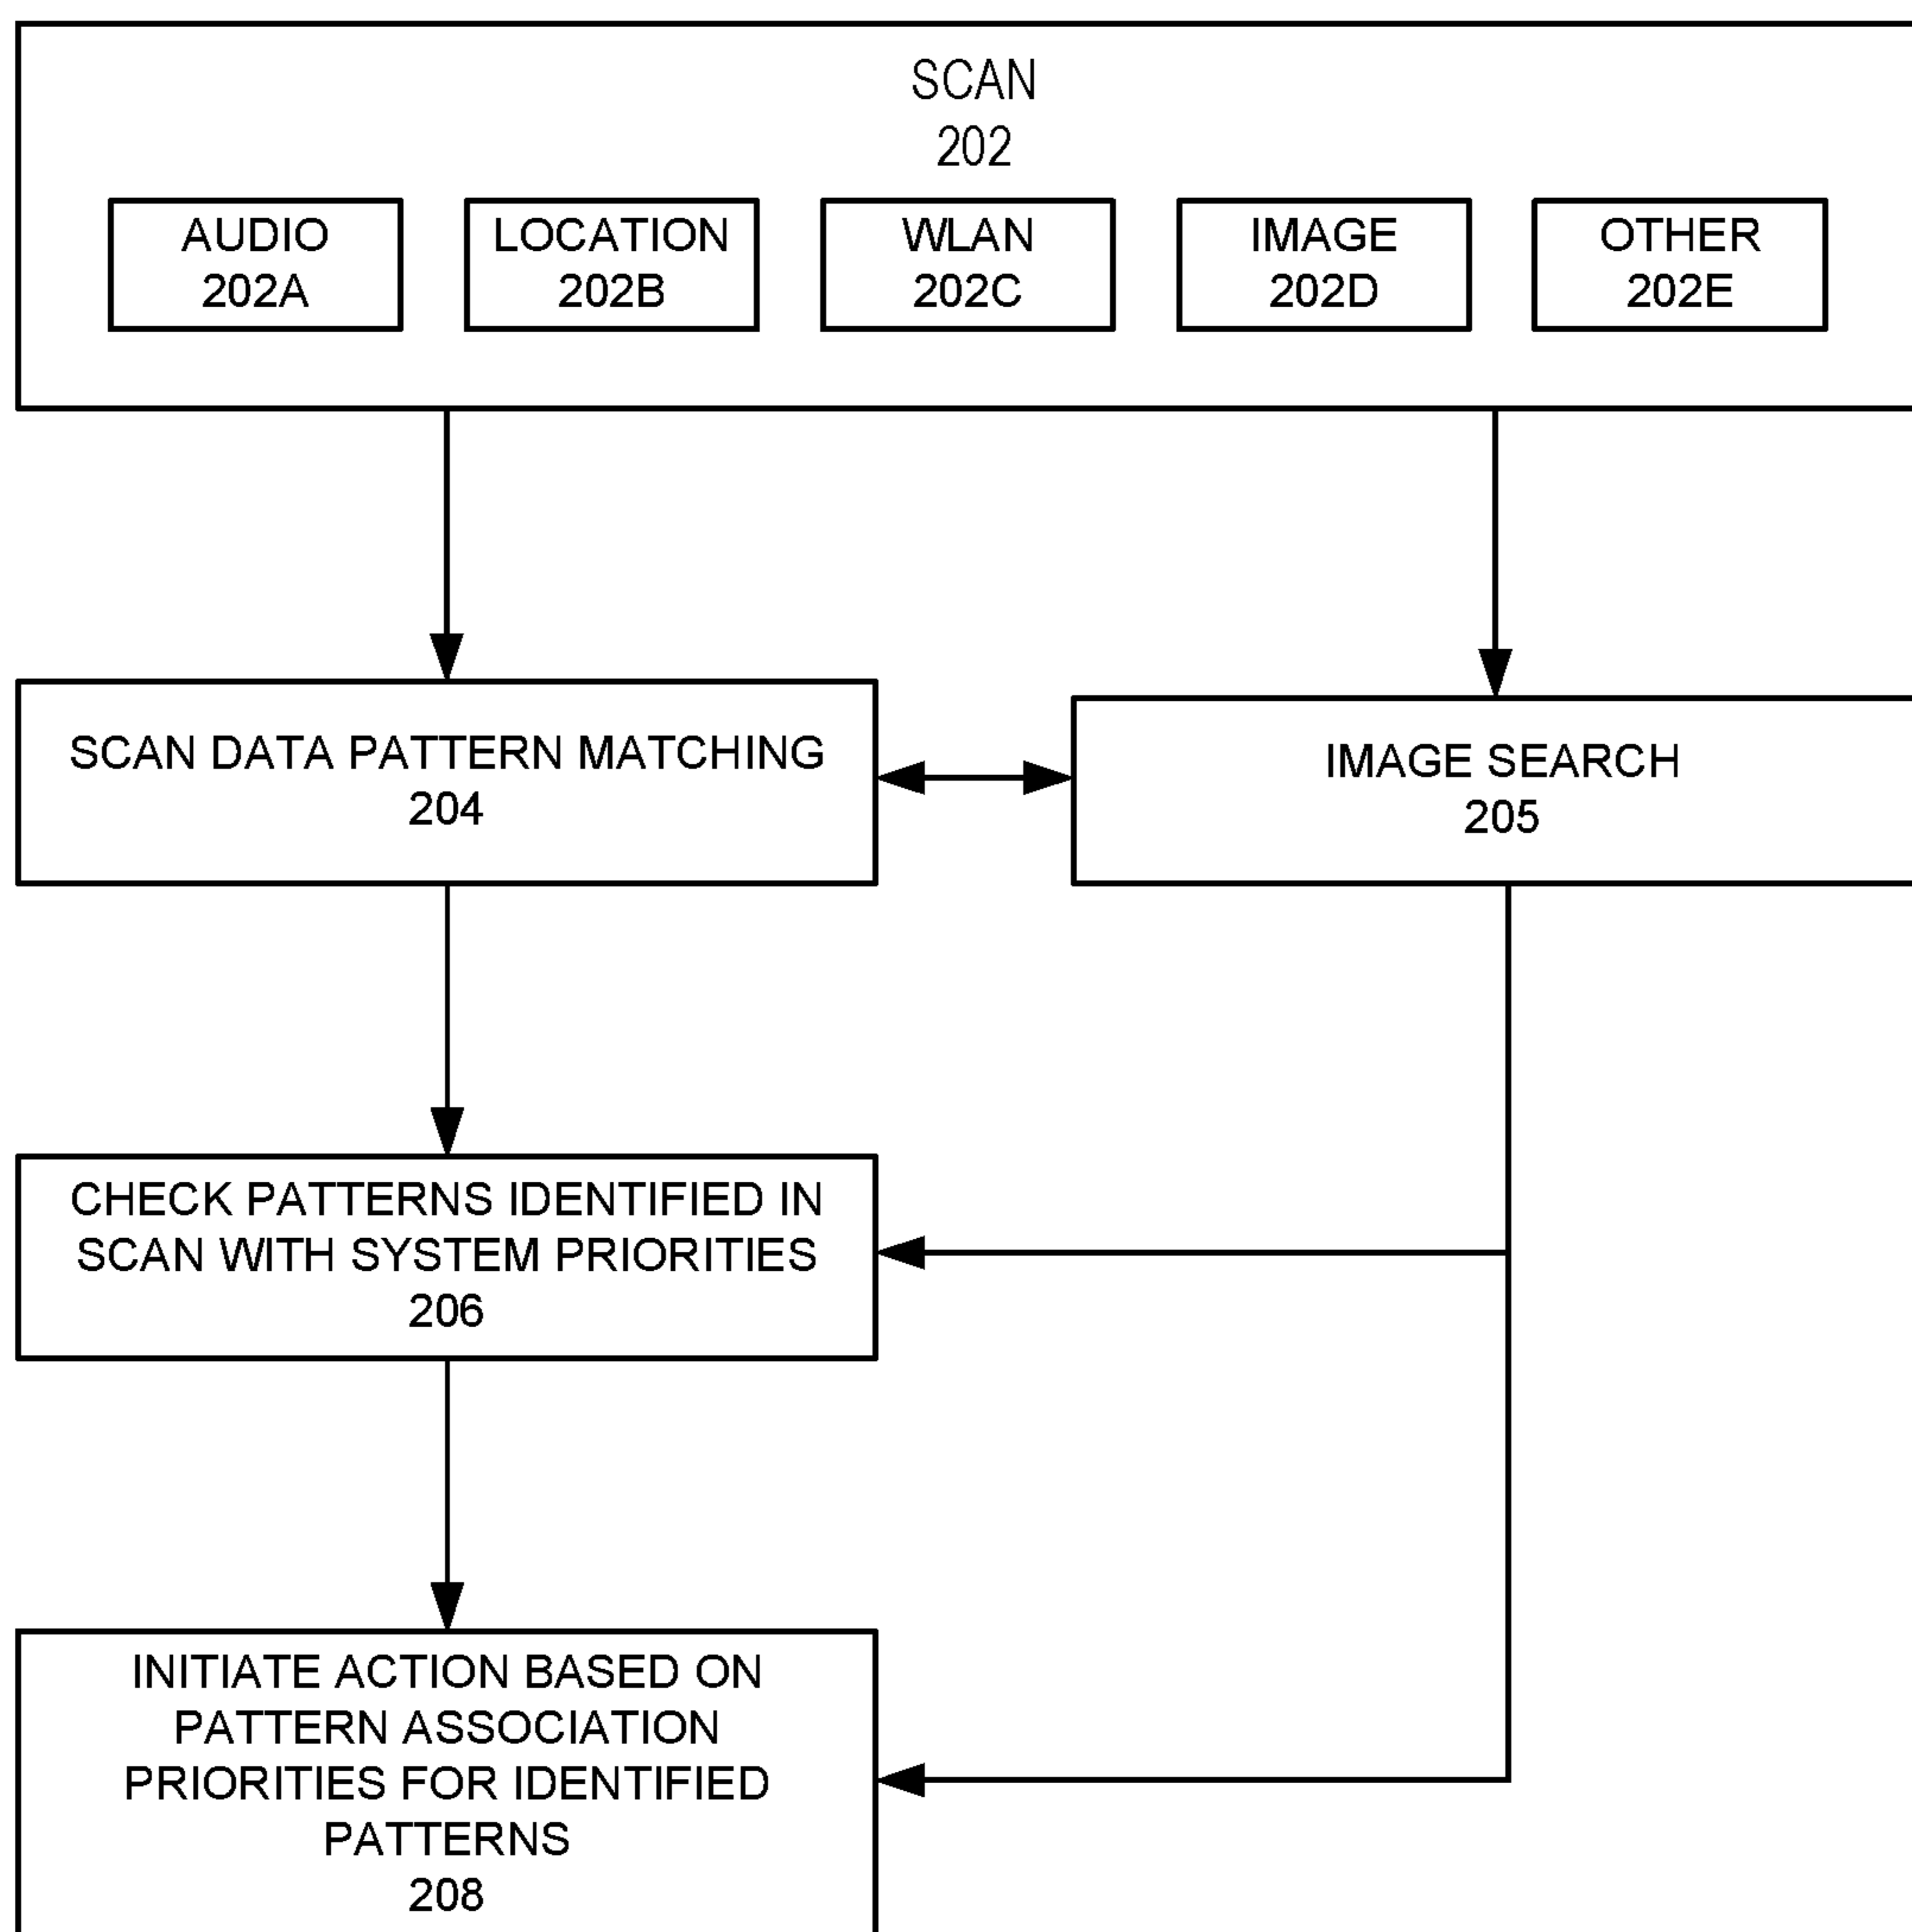 SCAN
202
AUDIO
202A
LOCATION
202B
WLAN
202C
IMAGE
202D
OTHER
202E
SCAN DATA PATTERN MATCHING
204
IMAGE SEARCH
205
CHECK PATTERNS IDENTIFIED IN
SCAN WITH SYSTEM PRIORITIES
206
INITIATE ACTION BASED ON
PATTERN ASSOCIATION
PRIORITIES FOR IDENTIFIED
PATTERNS
208